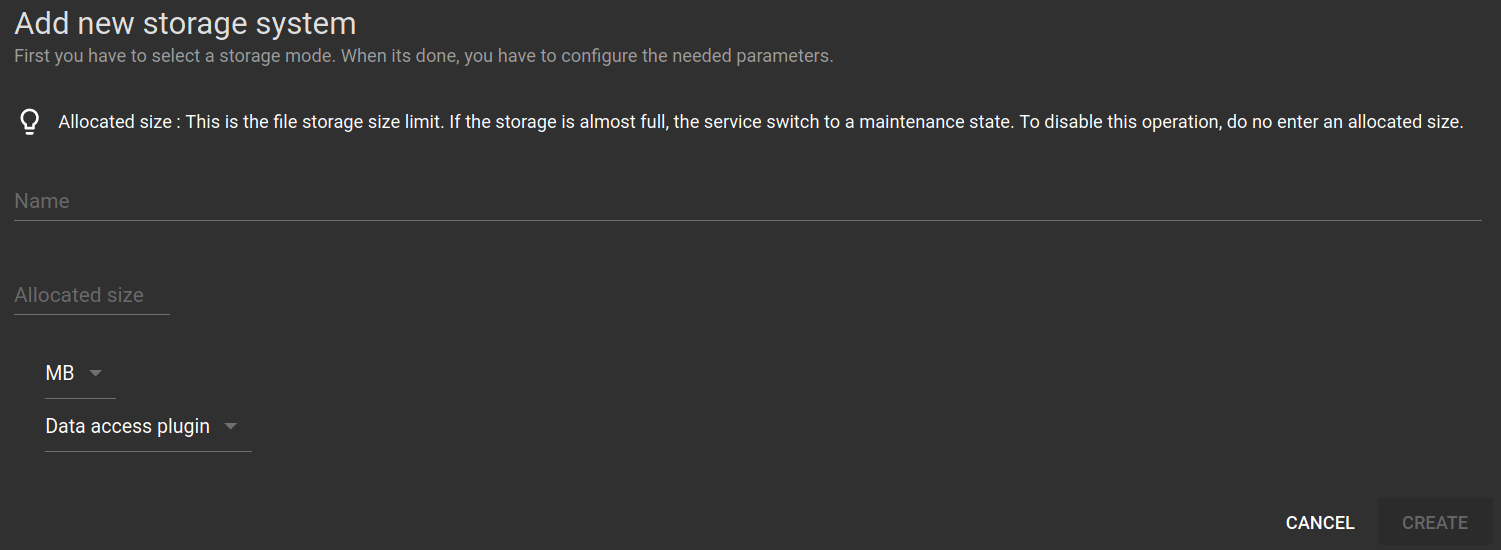 Add new storage system
First you have to select a storage mode. When its done, you have to configure the needed parameters.
Allocated size : This is the file storage size limit. If the storage is almost full, the service switch to a maintenance state. To disable this operation, do no enter an allocated size.
Name
Allocated size
MB
Data access plugin
CANCEL CREATE